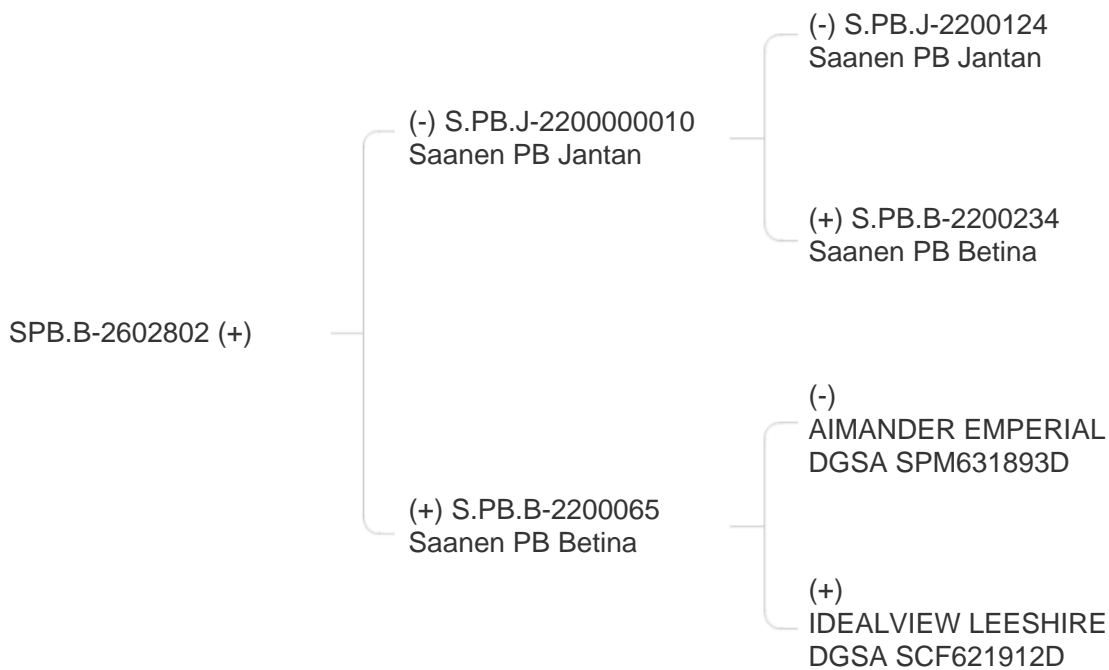 (-) S.PB.J-2200124
Saanen PB Jantan
(-) S.PB.J-2200000010
Saanen PB Jantan
(+) S.PB.B-2200234
Saanen PB Betina
SPB.B-2602802 (+)
(-)
AIMANDER EMPERIAL
DGSA SPM631893D
(+) S.PB.B-2200065
Saanen PB Betina
(+)
IDEALVIEW LEESHIRE
DGSA SCF621912D